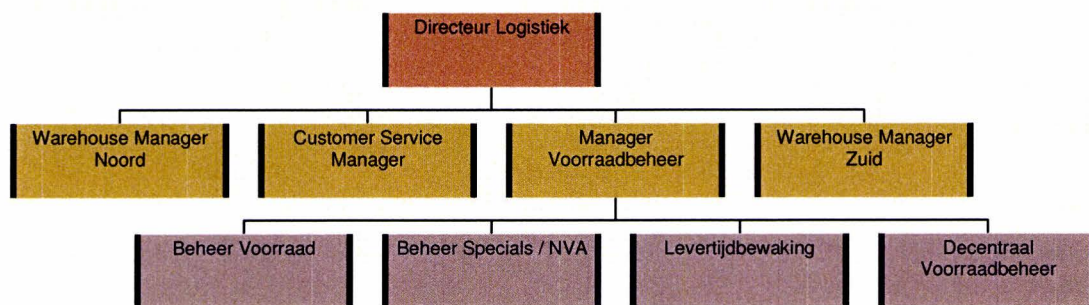 Directeur Logistiek
Warehouse Manager
Noord
Customer Service
Manager
Manager
Voorraadbeheer
Warehouse Manager
Zuid
Beheer Voorraad
Beheer Specials / NVA
Levertijdbewaking
Decentraal
Voorraadbeheer